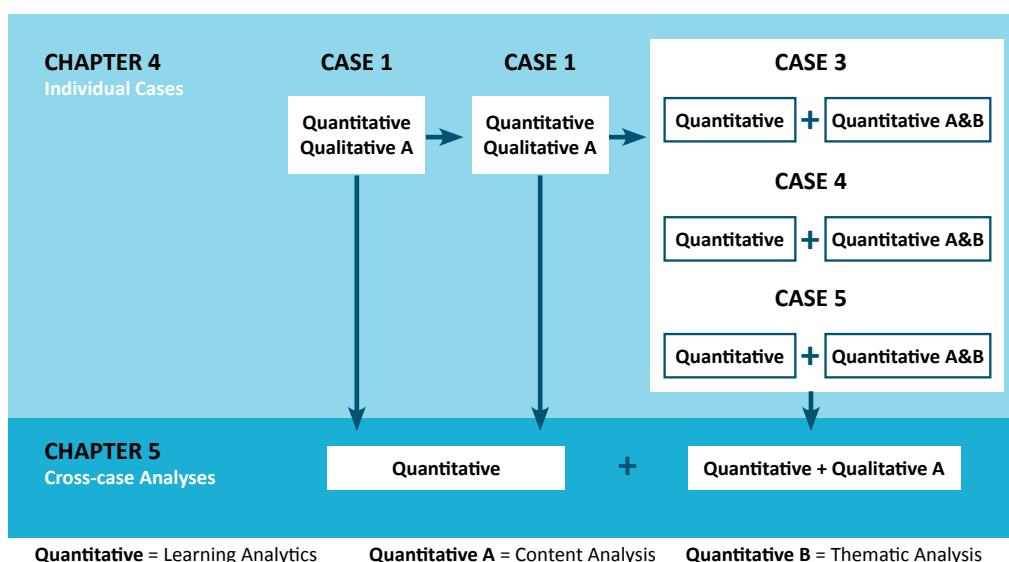 CHAPTER 4
Individual Cases
CASE 1
Quantitative
Qualitative A
CASE 1
Quantitative
Qualitative A
CASE 3
Quantitative + Quantitative A&B
CASE 4
Quantitative + Quantitative A&B
CASE 5
Quantitative + Quantitative A&B
CHAPTER 5
Cross-case Analyses
Quantitative + Quantitative + Qualitative A
Quantitative = Learning Analytics Quantitative A = Content Analysis Quantitative B = Thematic Analysis